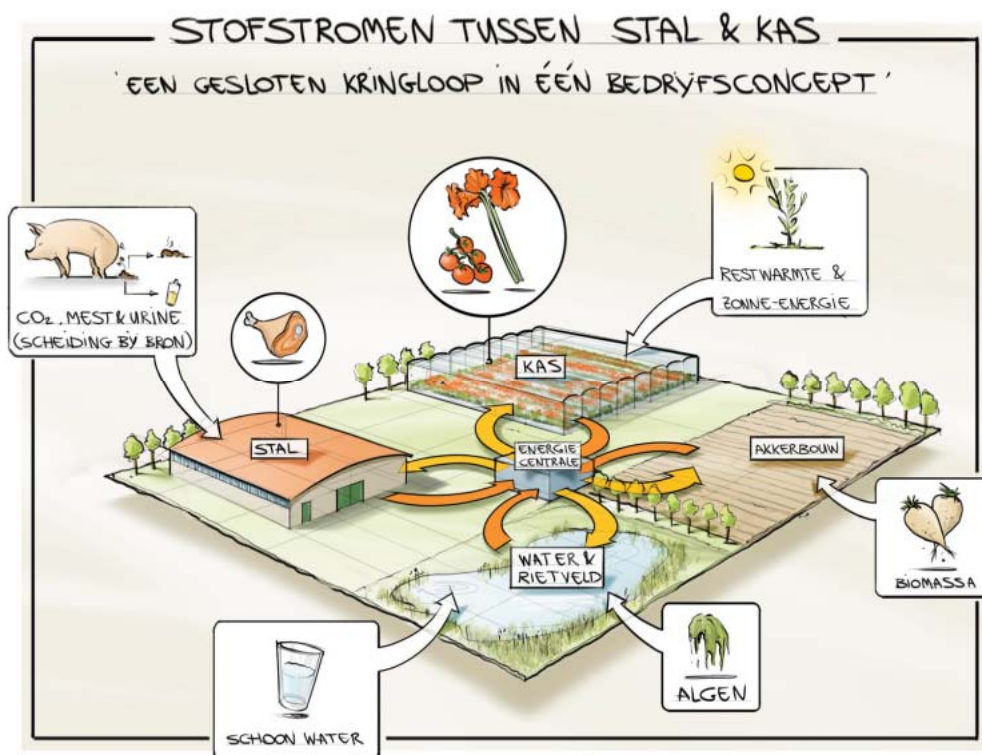 STOFSTROMEN TUSSEN STAL & KAS
'EEN GESLOTEN KRINGLOOP IN ÉÉN BEDRYFSCONCEPT'
CO2, MEST & URINE
(SCHEIDING BY BRON)
RESTWARMTE &
ZONNE-ENERGIE
KAS
STAL
ENERGIE
CENTRALE
AKKERBOUW
WATER &
RIETVELD
BIOMASSA
ALGEN
SCHOON WATER